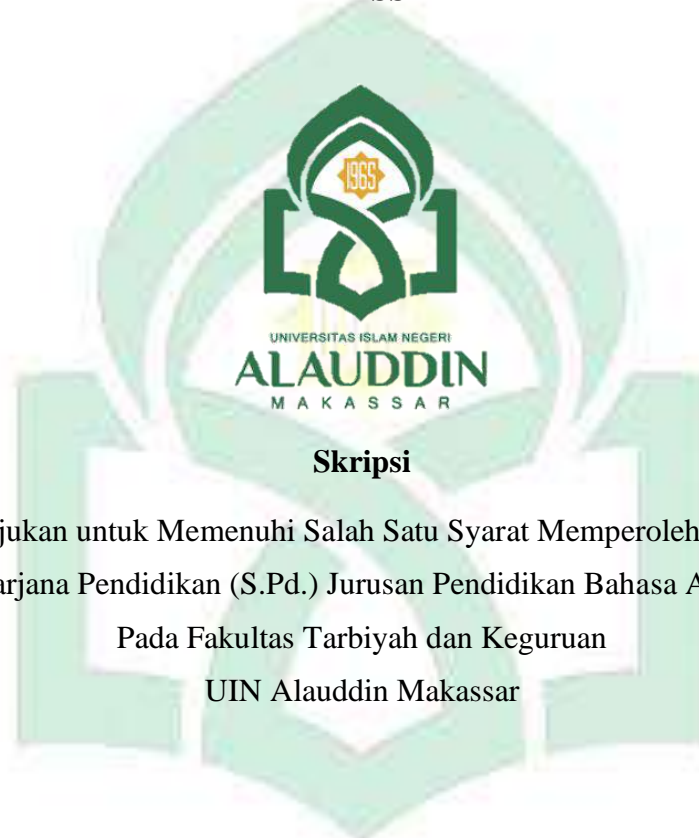 1965
UNIVERSITAS ISLAM NEGERI
ALAUDDIN
MAKASSAR
Skripsi
jukan untuk Memenuhi Salah Satu Syarat Memperoleh
arjana Pendidikan (S.Pd.) Jurusan Pendidikan Bahasa A
Pada Fakultas Tarbiyah dan Keguruan
UIN Alauddin Makassar